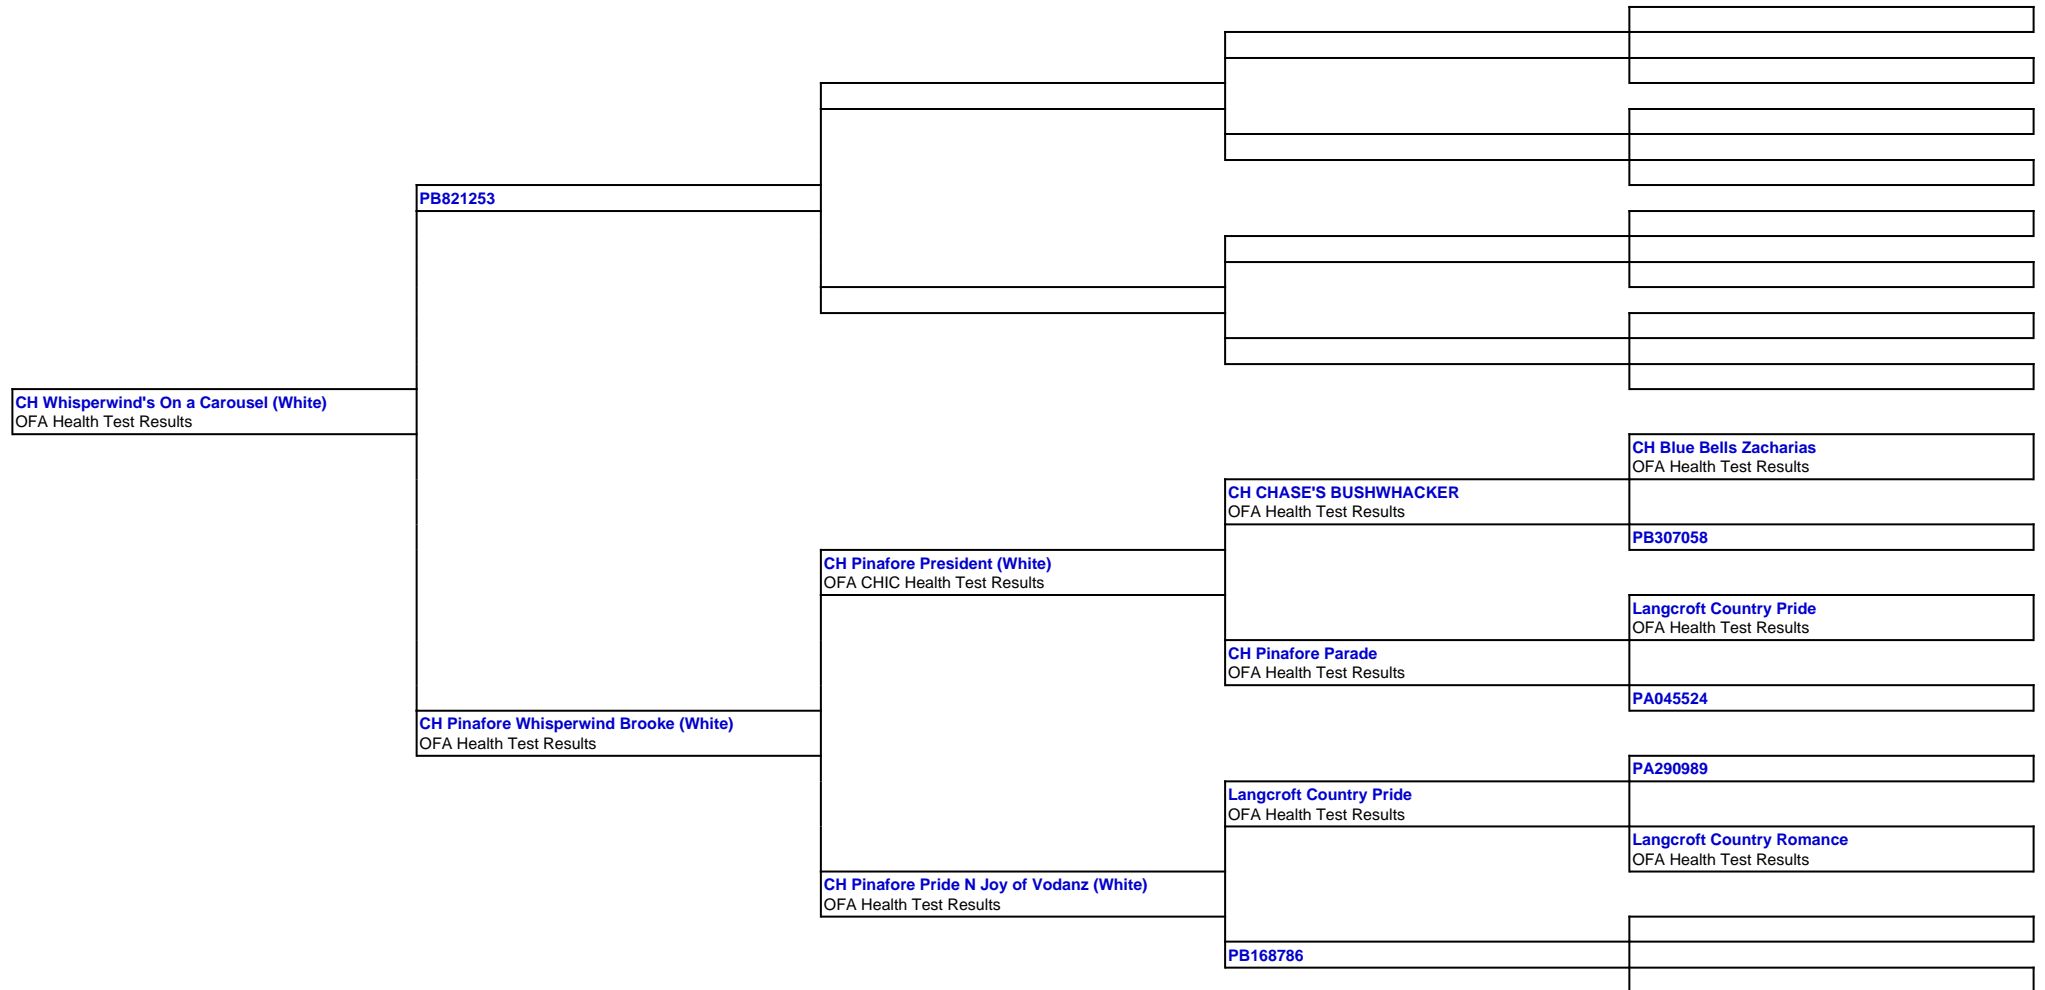 PB821253
CH Whisperwind's On a Carousel (White)
OFA Health Test Results
CH Blue Bells Zacharias
OFA Health Test Results
CH CHASE'S BUSHWHACKER
OFA Health Test Results
PB307058
CH Pinafore President (White)
OFA CHIC Health Test Results
Langcroft Country Pride
OFA Health Test Results
CH Pinafore Parade
OFA Health Test Results
PA045524
CH Pinafore Whisperwind Brooke (White)
OFA Health Test Results
PA290989
Langcroft Country Pride
OFA Health Test Results
Langcroft Country Romance
OFA Health Test Results
CH Pinafore Pride N Joy of Vodanz (White)
OFA Health Test Results
PB168786